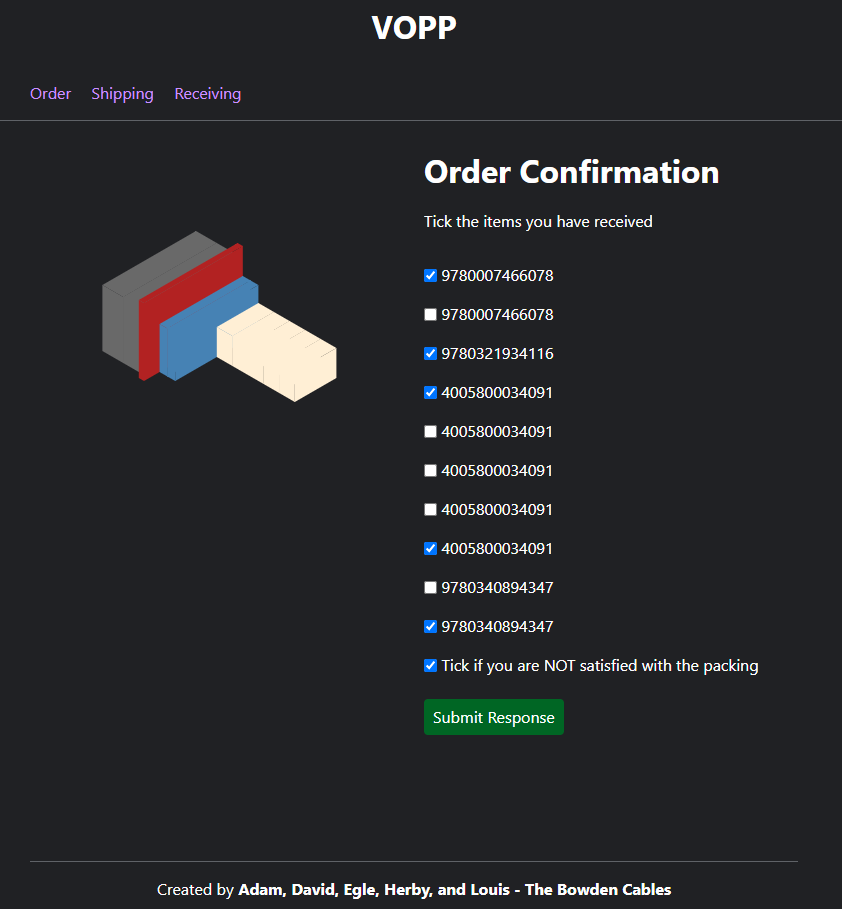 VOPP
Order Shipping Receiving
Order Confirmation
Tick the items you have received
9780007466078
9780007466078
9780321934116
4005800034091
4005800034091
4005800034091
4005800034091
4005800034091
9780340894347
9780340894347
Tick if you are NOT satisfied with the packing
Submit Response
Created by Adam, David, Egle, Herby, and Louis - The Bowden Cables